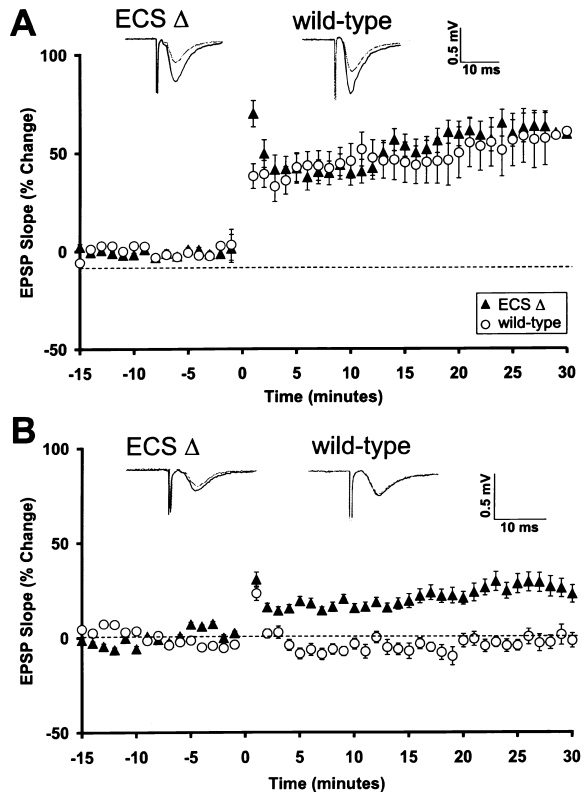 A
ECS Δ
wild-type
0.5 mV
10 ms
100
50
0
-50
EPSP Slope (% Change)
▲ ECS Δ
○ wild-type
-15 -10 -5 0 5 10 15 20 25 30
Time (minutes)
B
ECS Δ
wild-type
0.5 mV
10 ms
100
50
0
-50
EPSP Slope (% Change)
-15 -10 -5 0 5 10 15 20 25 30
Time (minutes)